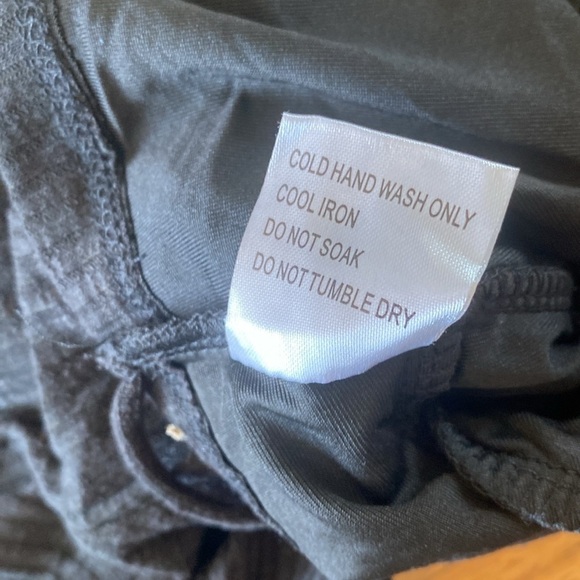 COLD HAND WASH ONLY
COOL IRON
DO NOT SOAK
DO NOT TUMBLE DRY